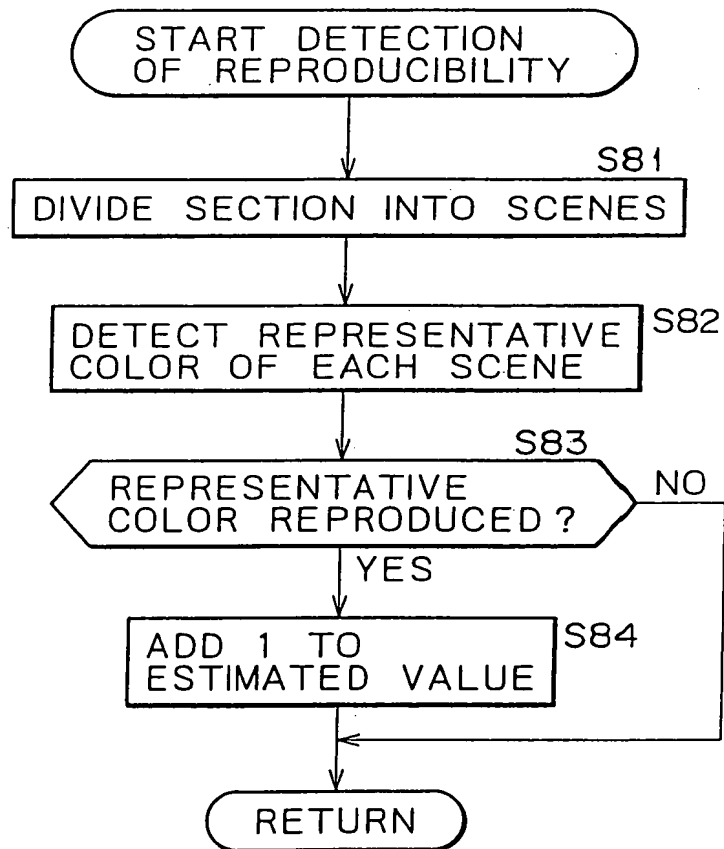 START DETECTION
OF REPRODUCIBILITY
S81
DIVIDE SECTION INTO SCENES
S82
DETECT REPRESENTATIVE
COLOR OF EACH SCENE
S83
REPRESENTATIVE
COLOR REPRODUCED?
NO
YES
S84
ADD 1 TO
ESTIMATED VALUE
RETURN